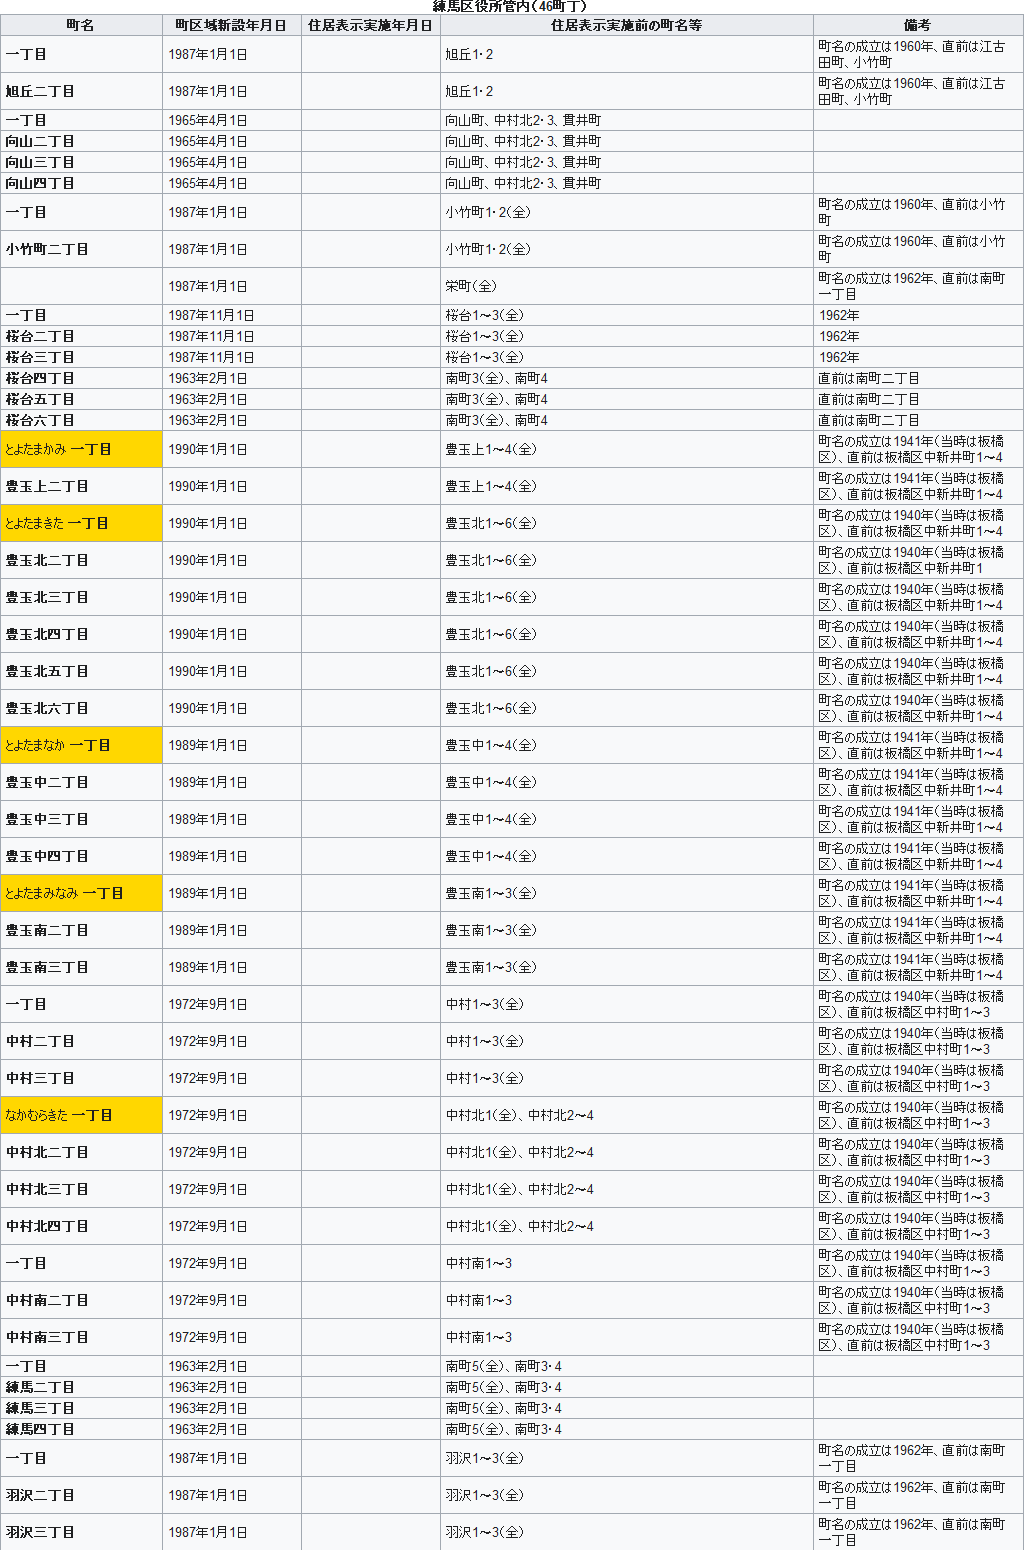 練馬区役所管内(46町丁)
町名 町区域新設年月日 住居表示実施年月日 住居表示実施前の町名等 備考
一丁目 1987年1月1日 旭丘1・2 町名の成立は1960年、直前は江古
田町、小竹町
旭丘二丁目 1987年1月1日 旭丘1・2 町名の成立は1960年、直前は江古
田町、小竹町
一丁目 1965年4月1日 向山町、中村北2・3、貫井町
向山二丁目 1965年4月1日 向山町、中村北2・3、貫井町
向山三丁目 1965年4月1日 向山町、中村北2・3、貫井町
向山四丁目 1965年4月1日 向山町、中村北2・3、貫井町
一丁目 1987年1月1日 小竹町1・2(全) 町名の成立は1960年、直前は小竹
町
小竹町二丁目 1987年1月1日 小竹町1・2(全) 町名の成立は1960年、直前は小竹
町
1987年1月1日 栄町(全) 町名の成立は1962年、直前は南町
一丁目
一丁目 1987年11月1日 桜台1〜3(全) 1962年
桜台二丁目 1987年11月1日 桜台1〜3(全) 1962年
桜台三丁目 1987年11月1日 桜台1〜3(全) 1962年
桜台四丁目 1963年2月1日 南町3(全)、南町4 直前は南町二丁目
桜台五丁目 1963年2月1日 南町3(全)、南町4 直前は南町二丁目
桜台六丁目 1963年2月1日 南町3(全)、南町4 直前は南町二丁目
とよたまかみ 一丁目 1990年1月1日 豊玉上1〜4(全) 町名の成立は1941年(当時は板橋
区)、直前は板橋区中新井町1〜4
豊玉上二丁目 1990年1月1日 豊玉上1〜4(全) 町名の成立は1941年(当時は板橋
区)、直前は板橋区中新井町1〜4
とよたまきた 一丁目 1990年1月1日 豊玉北1〜6(全) 町名の成立は1940年(当時は板橋
区)、直前は板橋区中新井町1〜4
豊玉北二丁目 1990年1月1日 豊玉北1〜6(全) 町名の成立は1940年(当時は板橋
区)、直前は板橋区中新井町1
豊玉北三丁目 1990年1月1日 豊玉北1〜6(全) 町名の成立は1940年(当時は板橋
区)、直前は板橋区中新井町1〜4
豊玉北四丁目 1990年1月1日 豊玉北1〜6(全) 町名の成立は1940年(当時は板橋
区)、直前は板橋区中新井町1〜4
豊玉北五丁目 1990年1月1日 豊玉北1〜6(全) 町名の成立は1940年(当時は板橋
区)、直前は板橋区中新井町1〜4
豊玉北六丁目 1990年1月1日 豊玉北1〜6(全) 町名の成立は1940年(当時は板橋
区)、直前は板橋区中新井町1〜4
とよたまなか 一丁目 1989年1月1日 豊玉中1〜4(全) 町名の成立は1941年(当時は板橋
区)、直前は板橋区中新井町1〜4
豊玉中二丁目 1989年1月1日 豊玉中1〜4(全) 町名の成立は1941年(当時は板橋
区)、直前は板橋区中新井町1〜4
豊玉中三丁目 1989年1月1日 豊玉中1〜4(全) 町名の成立は1941年(当時は板橋
区)、直前は板橋区中新井町1〜4
豊玉中四丁目 1989年1月1日 豊玉中1〜4(全) 町名の成立は1941年(当時は板橋
区)、直前は板橋区中新井町1〜4
とよたまみなみ 一丁目 1989年1月1日 豊玉南1〜3(全) 町名の成立は1941年(当時は板橋
区)、直前は板橋区中新井町1〜4
豊玉南二丁目 1989年1月1日 豊玉南1〜3(全) 町名の成立は1941年(当時は板橋
区)、直前は板橋区中新井町1〜4
豊玉南三丁目 1989年1月1日 豊玉南1〜3(全) 町名の成立は1941年(当時は板橋
区)、直前は板橋区中新井町1〜4
一丁目 1972年9月1日 中村1〜3(全) 町名の成立は1940年(当時は板橋
区)、直前は板橋区中村町1〜3
中村二丁目 1972年9月1日 中村1〜3(全) 町名の成立は1940年(当時は板橋
区)、直前は板橋区中村町1〜3
中村三丁目 1972年9月1日 中村1〜3(全) 町名の成立は1940年(当時は板橋
区)、直前は板橋区中村町1〜3
なかむらきた 一丁目 1972年9月1日 中村北1(全)、中村北2〜4 町名の成立は1940年(当時は板橋
区)、直前は板橋区中村町1〜3
中村北二丁目 1972年9月1日 中村北1(全)、中村北2〜4 町名の成立は1940年(当時は板橋
区)、直前は板橋区中村町1〜3
中村北三丁目 1972年9月1日 中村北1(全)、中村北2〜4 町名の成立は1940年(当時は板橋
区)、直前は板橋区中村町1〜3
中村北四丁目 1972年9月1日 中村北1(全)、中村北2〜4 町名の成立は1940年(当時は板橋
区)、直前は板橋区中村町1〜3
一丁目 1972年9月1日 中村南1〜3 町名の成立は1940年(当時は板橋
区)、直前は板橋区中村町1〜3
中村南二丁目 1972年9月1日 中村南1〜3 町名の成立は1940年(当時は板橋
区)、直前は板橋区中村町1〜3
中村南三丁目 1972年9月1日 中村南1〜3 町名の成立は1940年(当時は板橋
区)、直前は板橋区中村町1〜3
一丁目 1963年2月1日 南町5(全)、南町3・4
練馬二丁目 1963年2月1日 南町5(全)、南町3・4
練馬三丁目 1963年2月1日 南町5(全)、南町3・4
練馬四丁目 1963年2月1日 南町5(全)、南町3・4
一丁目 1987年1月1日 羽沢1〜3(全) 町名の成立は1962年、直前は南町
一丁目
羽沢二丁目 1987年1月1日 羽沢1〜3(全) 町名の成立は1962年、直前は南町
一丁目
羽沢三丁目 1987年1月1日 羽沢1〜3(全) 町名の成立は1962年、直前は南町
一丁目